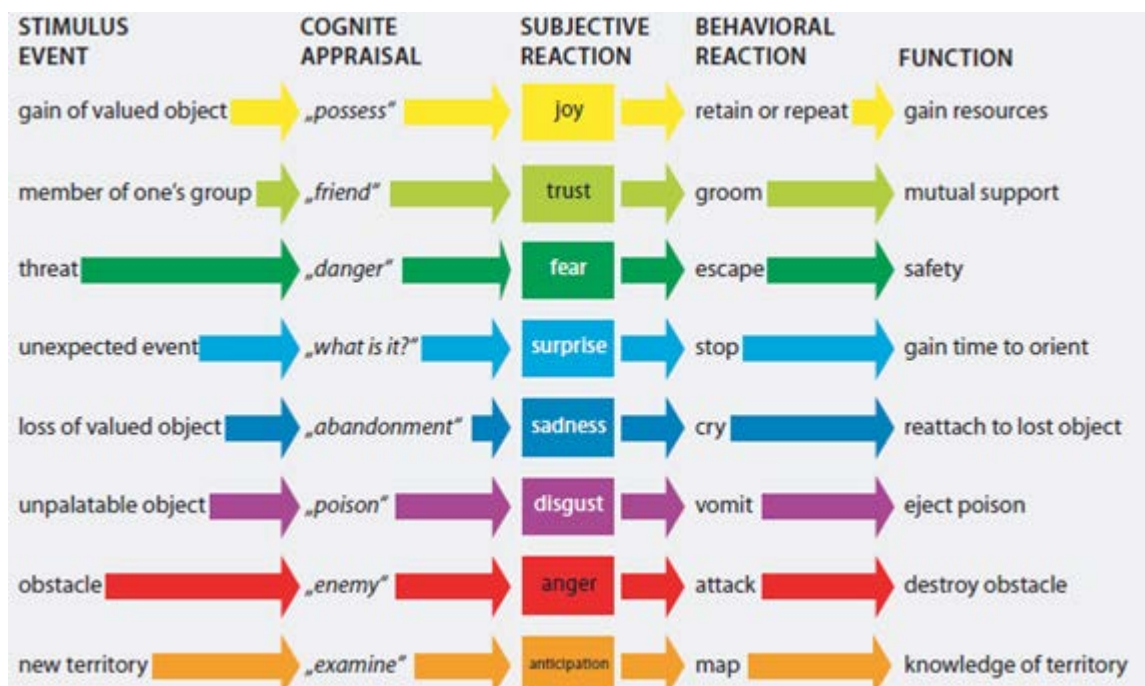 STIMULUS EVENT COGNITE APPRAISAL SUBJECTIVE REACTION BEHAVIORAL REACTION FUNCTION
gain of valued object „possess“ joy retain or repeat gain resources
member of one's group „friend“ trust groom mutual support
threat „danger“ fear escape safety
unexpected event „what is it?“ surprise stop gain time to orient
loss of valued object „abandonment“ sadness cry reattach to lost object
unpalatable object „poison“ disgust vomit eject poison
obstacle „enemy“ anger attack destroy obstacle
new territory „examine“ anticipation map knowledge of territory